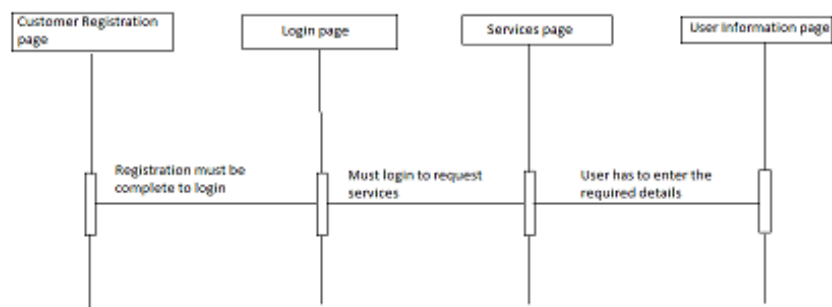 Customer Registration
page
Login page
Services page
User Information page
Registration must be
complete to login
Must login to request
services
User has to enter the
required details